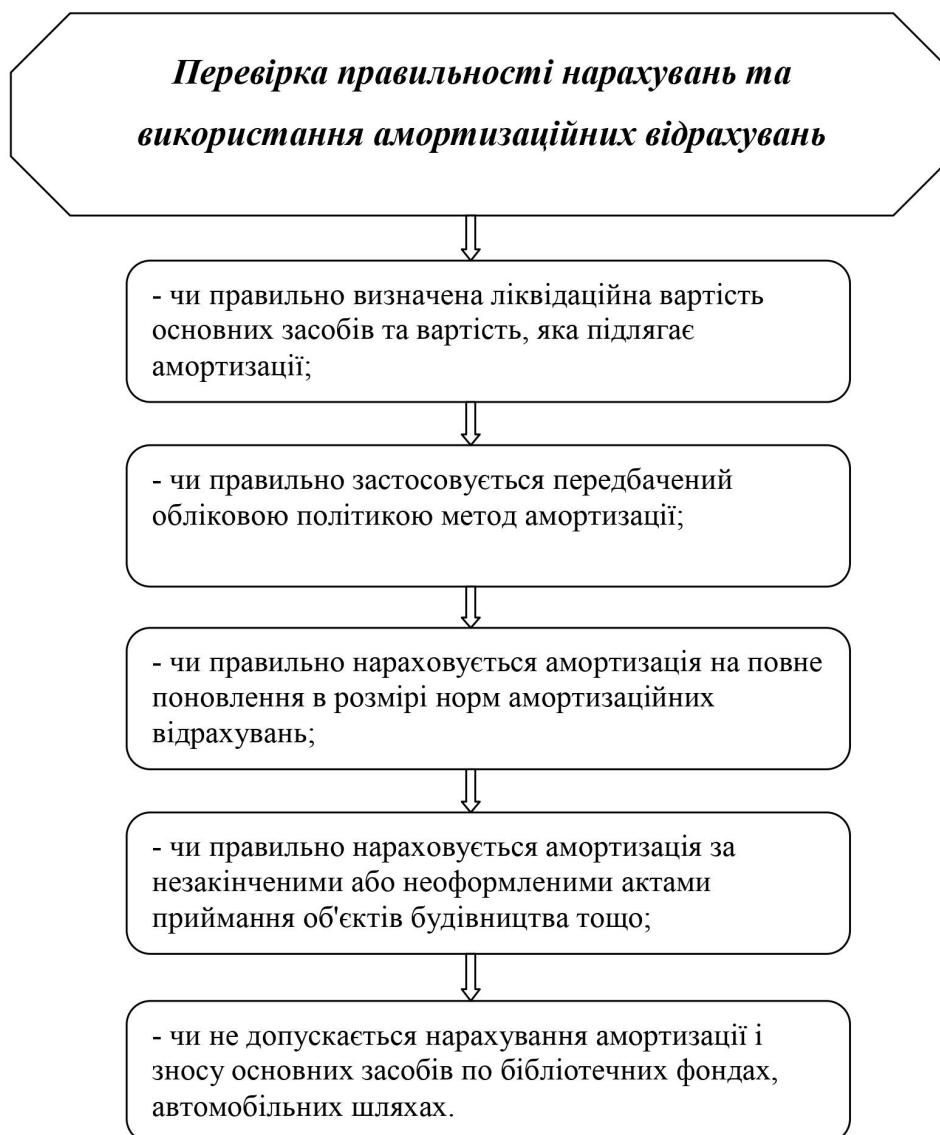 Перевірка правильності нарахувань та
використання амортизаційних відрахувань
- чи правильно визначена ліквідаційна вартість
основних засобів та вартість, яка підлягає
амортизації;
- чи правильно застосовується передбачений
обліковою політикою метод амортизації;
- чи правильно нараховується амортизація на повне
поновлення в розмірі норм амортизаційних
відрахувань;
- чи правильно нараховується амортизація за
незакінченими або неоформленими актами
приймання об'єктів будівництва тощо;
- чи не допускається нарахування амортизації і
зносу основних засобів по бібліотечних фондах,
автомобільних шляхах.